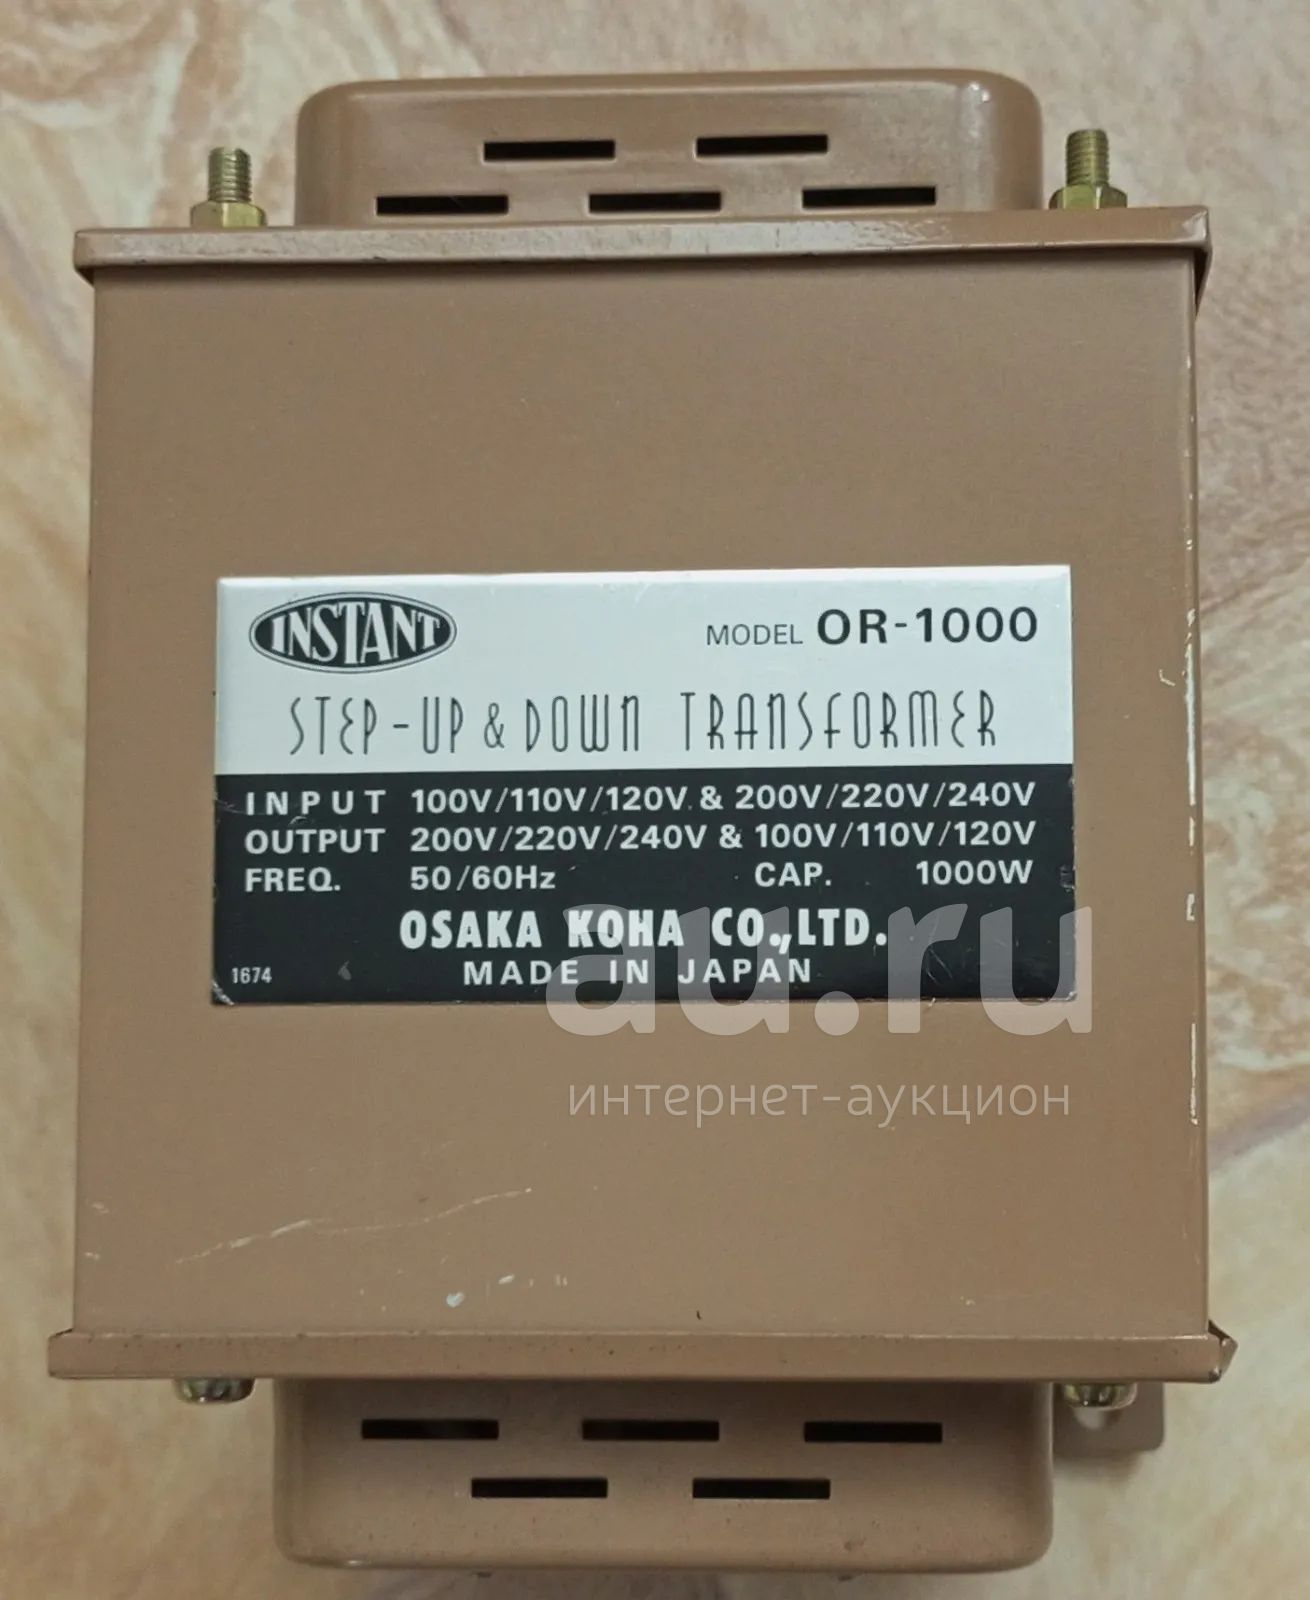 INSTANT
MODEL OR-1000
STEP-UP & DOWN TRANSFORMER
INPUT 100V/110V/120V & 200V/220V/240V
OUTPUT 200V/220V/240V & 100V/110V/120V
FREQ. 50/60Hz CAP. 1000W
OSAKA KOHA CO.,LTD.
1674 MADE IN JAPAN
au.ru
интернет-аукцион